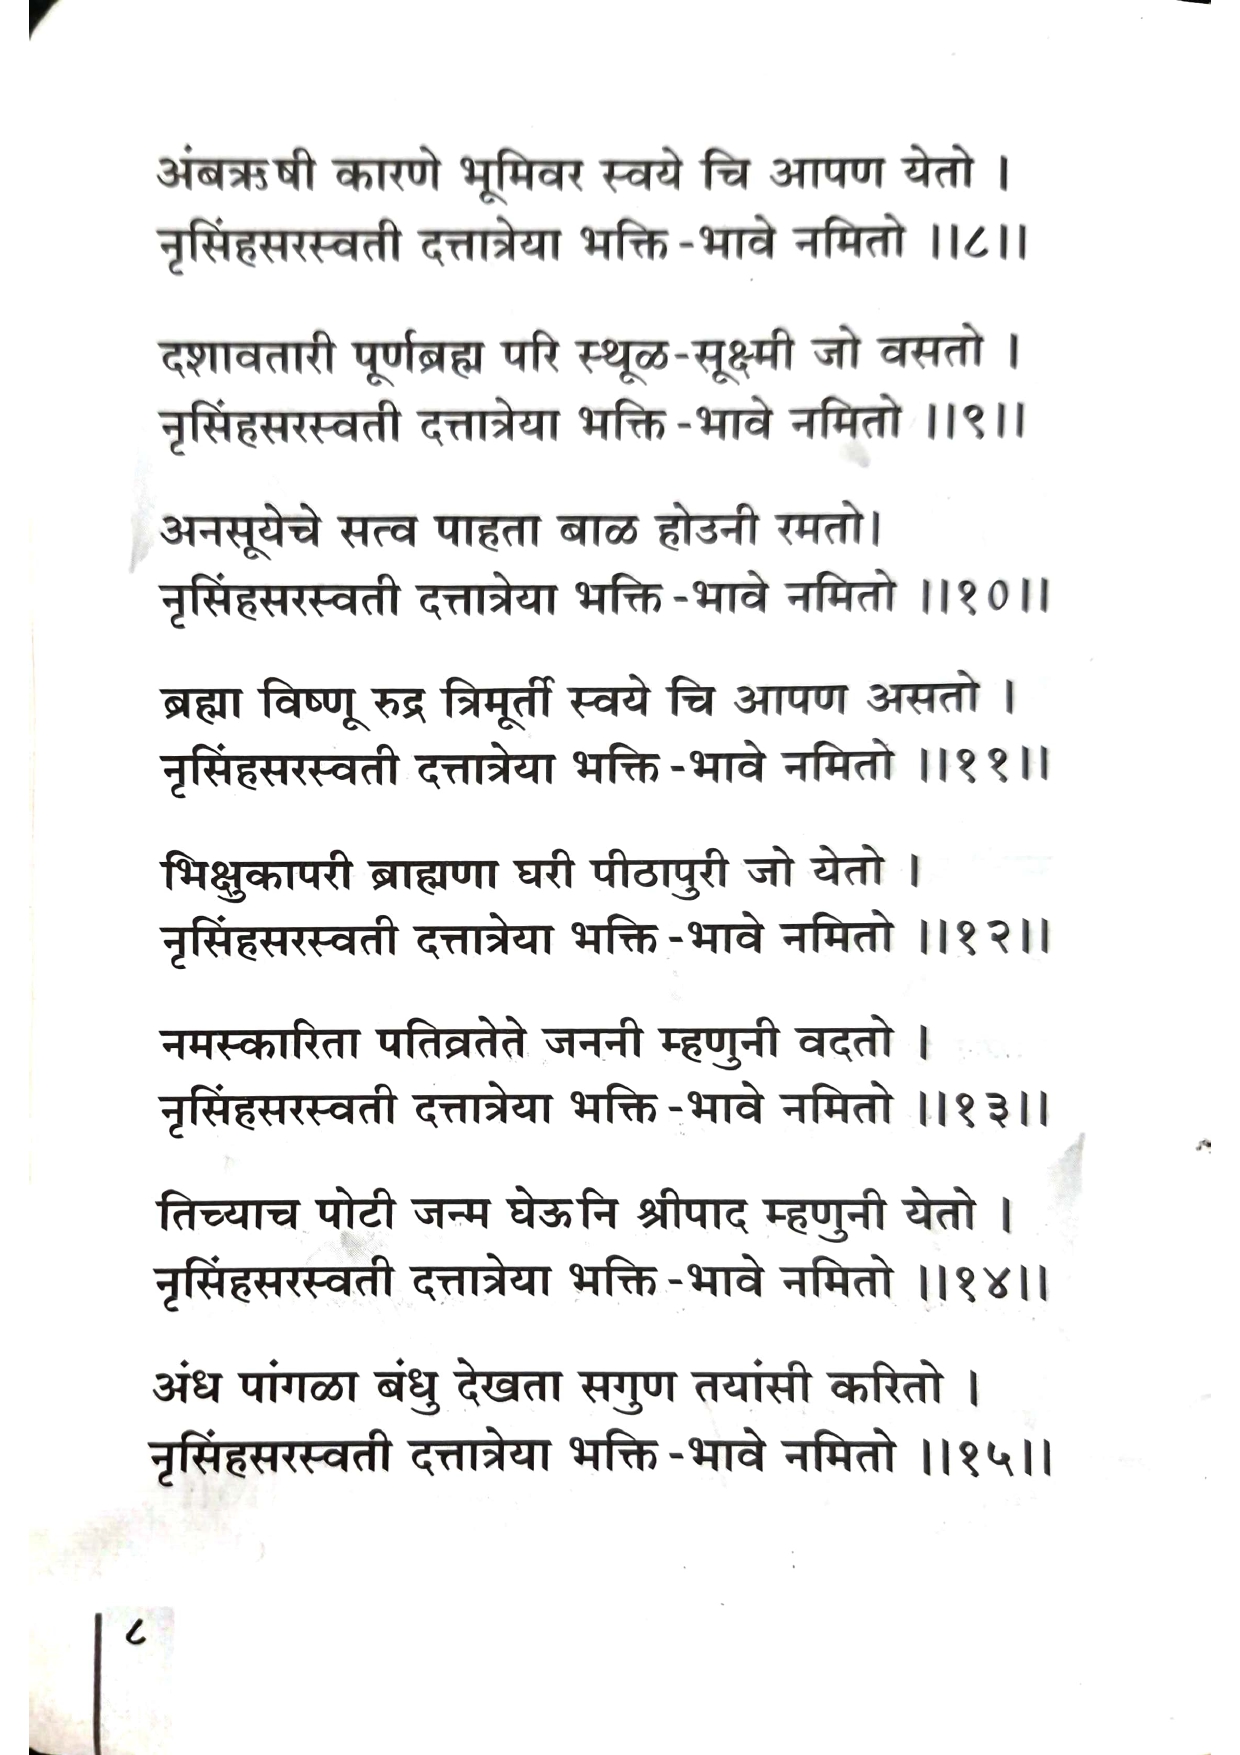 अंबऋषी कारणे भूमिवर स्वये चि आपण येतो ।
नृसिंहसरस्वती दत्तात्रेया भक्ति -भावे नमितो ।।८।।
दशावतारी पूर्णब्रह्म परि स्थूळ-सूक्ष्मी जो वसतो ।
नृसिंहसरस्वती दत्तात्रेया भक्ति -भावे नमितो ।।९।।
अनसूयेचे सत्व पाहता बाळ होउनी रमतो।
नृसिंहसरस्वती दत्तात्रेया भक्ति -भावे नमितो ।।१०।।
ब्रह्मा विष्णू रुद्र त्रिमूर्ती स्वये चि आपण असतो ।
नृसिंहसरस्वती दत्तात्रेया भक्ति -भावे नमितो ।।११।।
भिक्षुकापरी ब्राह्मणा घरी पीठापुरी जो येतो ।
नृसिंहसरस्वती दत्तात्रेया भक्ति -भावे नमितो ।।१२।।
नमस्कारिता पतिव्रतेते जननी म्हणुनी वदतो ।
नृसिंहसरस्वती दत्तात्रेया भक्ति -भावे नमितो ।।१३।।
तिच्याच पोटी जन्म घेऊनि श्रीपाद म्हणुनी येतो ।
नृसिंहसरस्वती दत्तात्रेया भक्ति -भावे नमितो ।।१४।।
अंध पांगळा बंधु देखता सगुण तयांसी करितो ।
नृसिंहसरस्वती दत्तात्रेया भक्ति -भावे नमितो ।।१५।।
८